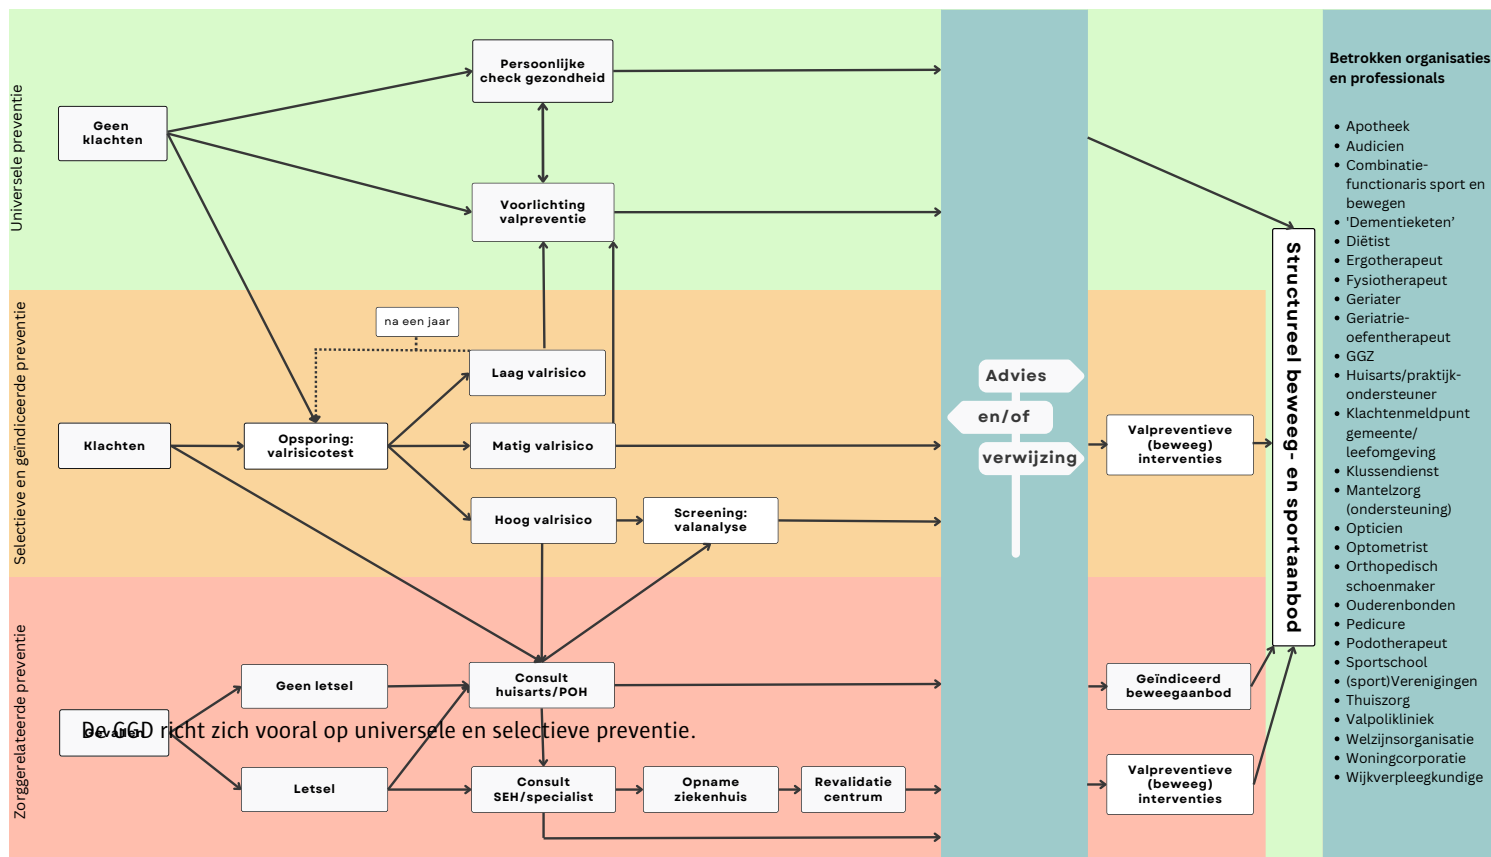 Universele preventie
Geen
klachten
Persoonlijke
check gezondheid
Voorlichting
valpreventie
Selectieve en geïndiceerde preventie
na een jaar
Klachten
Opsporing:
valrisicotest
Laag valrisico
Matig valrisico
Hoog valrisico
Screening:
valanalyse
Zorggerelateerde preventie
Gevallen
De GGD richt zich vooral op universele en selectieve preventie.
Geen letsel
Letsel
Consult
huisarts/POH
Consult
SEH/specialist
Opname
ziekenhuis
Revalidatie
centrum
Advies
en/of
verwijzing
Valpreventieve
(beweeg)
interventies
Geïndiceerd
beweegaanbod
Valpreventieve
(beweeg)
interventies
Structureel beweeg- en sportaanbod
Betrokken organisaties
en professionals
• Apotheek
• Audicien
• Combinatie-
functionaris sport en
bewegen
• 'Dementieketen’
• Diëtist
• Ergotherapeut
• Fysiotherapeut
• Geriater
• Geriatrie-
oefentherapeut
• GGZ
• Huisarts/praktijk-
ondersteuner
• Klachtenmeldpunt
gemeente/
leefomgeving
• Klussendienst
• Mantelzorg
(ondersteuning)
• Opticien
• Optometrist
• Orthopedisch
schoenmaker
• Ouderenbonden
• Pedicure
• Podotherapeut
• Sportschool
• (sport)Verenigingen
• Thuiszorg
• Valpolikliniek
• Welzijnsorganisatie
• Woningcorporatie
• Wijkverpleegkundige